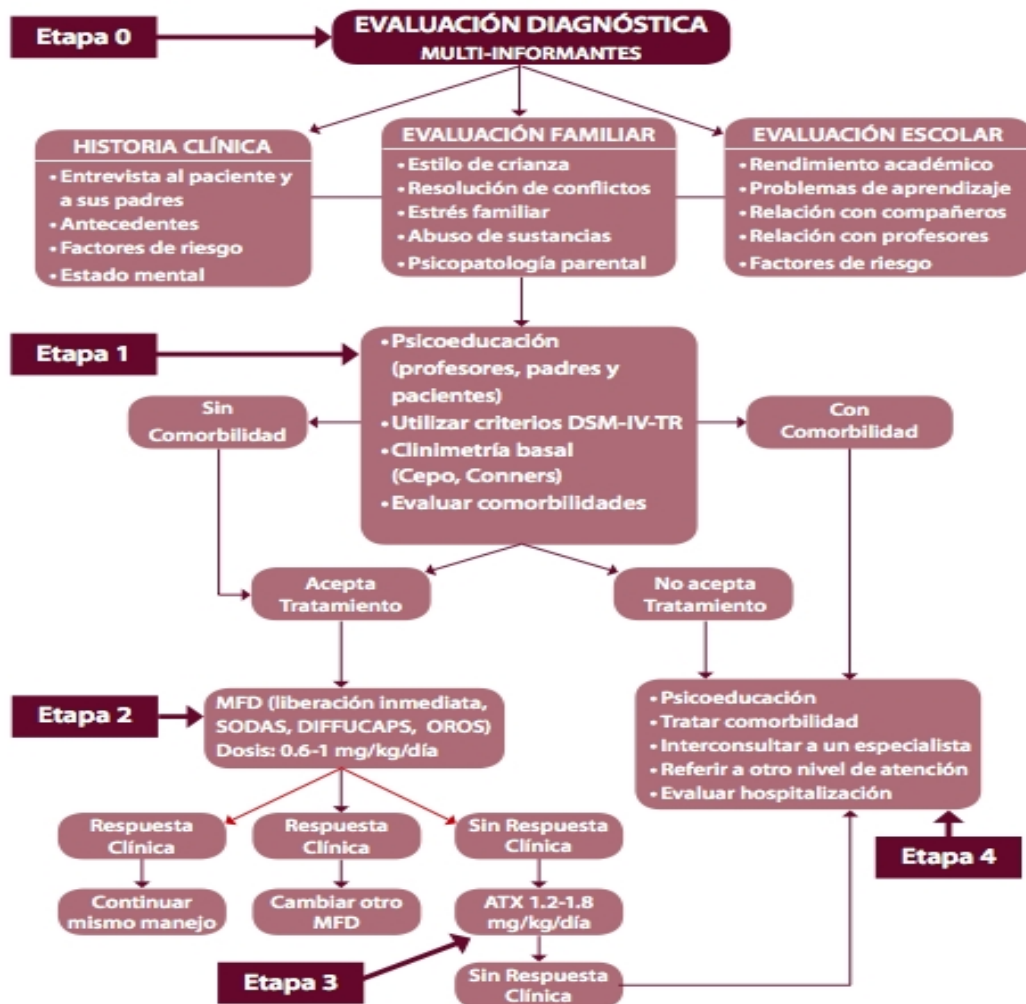 Etapa 0
EVALUACIÓN DIAGNÓSTICA
MULTI-INFORMANTES
HISTORIA CLÍNICA
• Entrevista al paciente y
a sus padres
• Antecedentes
• Factores de riesgo
• Estado mental
EVALUACIÓN FAMILIAR
• Estilo de crianza
• Resolución de conflictos
• Estrés familiar
• Abuso de sustancias
• Psicopatología parental
EVALUACIÓN ESCOLAR
• Rendimiento académico
• Problemas de aprendizaje
• Relación con compañeros
• Relación con profesores
• Factores de riesgo
Etapa 1
• Psicoeducación
(profesores, padres y
pacientes)
• Utilizar criterios DSM-IV-TR
• Clinimetría basal
(Cepo, Conners)
• Evaluar comorbilidades
Sin
Comorbilidad
Con
Comorbilidad
Acepta
Tratamiento
No acepta
Tratamiento
Etapa 2
MFD (liberación inmediata,
SODAS, DIFFUCAPS, OROS)
Dosis: 0.6-1 mg/kg/día
• Psicoeducación
• Tratar comorbilidad
• Interconsultar a un especialista
• Referir a otro nivel de atención
• Evaluar hospitalización
Respuesta
Clínica
Respuesta
Clínica
Sin Respuesta
Clínica
Etapa 4
Continuar
mismo manejo
Cambiar otro
MFD
ATX 1.2-1.8
mg/kg/día
Etapa 3
Sin Respuesta
Clínica